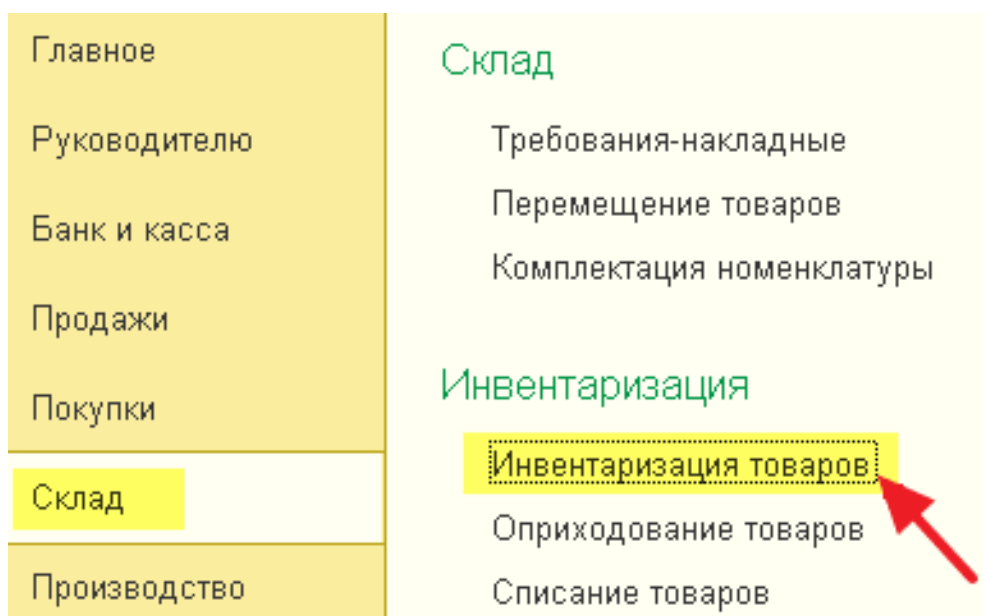 Главное
Руководителю
Банк и касса
Продажи
Покупки
Склад
Производство
Склад
Требования-накладные
Перемещение товаров
Комплектация номенклатуры
Инвентаризация
Инвентаризация товаров
Оприходование товаров
Списание товаров